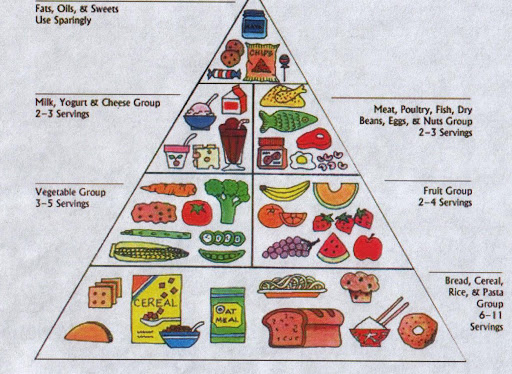 Fats, Oils, & Sweets
Use Sparingly
MAYO
CHIPS
Milk, Yogurt & Cheese Group
2–3 Servings
Meat, Poultry, Fish, Dry
Beans, Eggs, & Nuts Group
2–3 Servings
Vegetable Group
3–5 Servings
Fruit Group
2–4 Servings
CEREAL
OAT
MEAL
Bread, Cereal,
Rice, & Pasta
Group
6–11
Servings